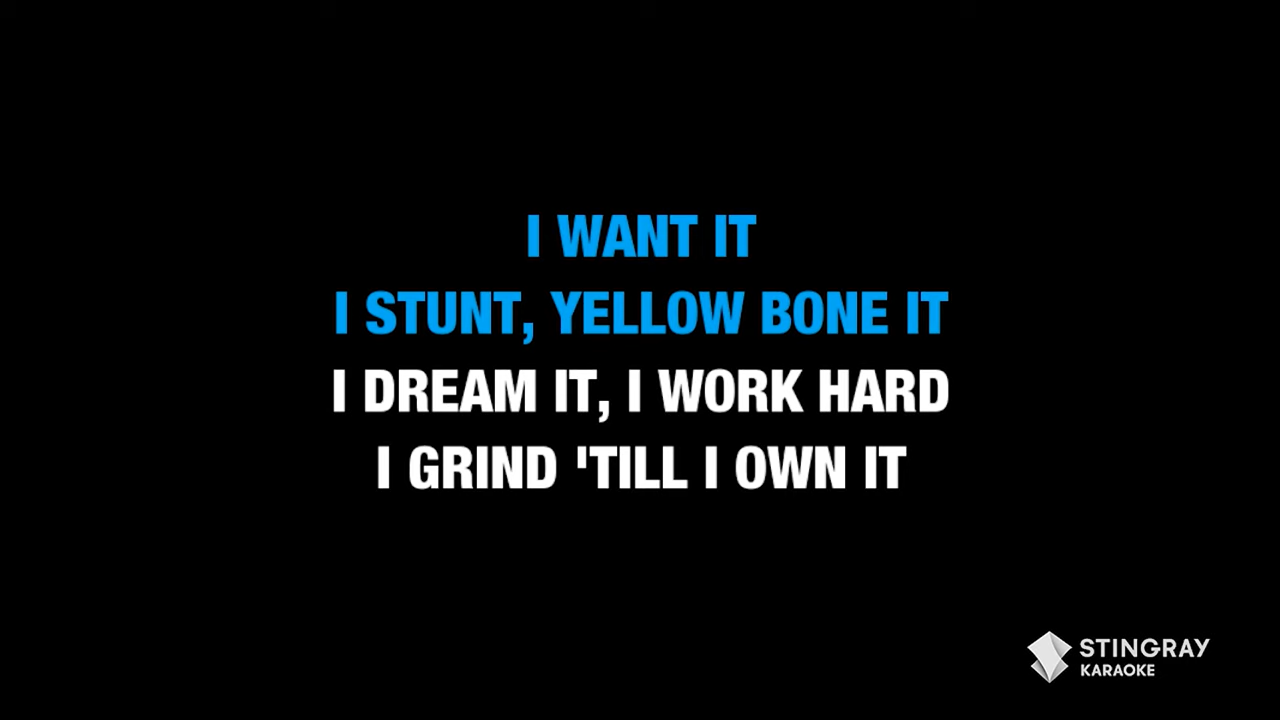 I WANT IT
I STUNT, YELLOW BONE IT
I DREAM IT, I WORK HARD
I GRIND 'TILL I OWN IT
STINGRAY
KARAOKE